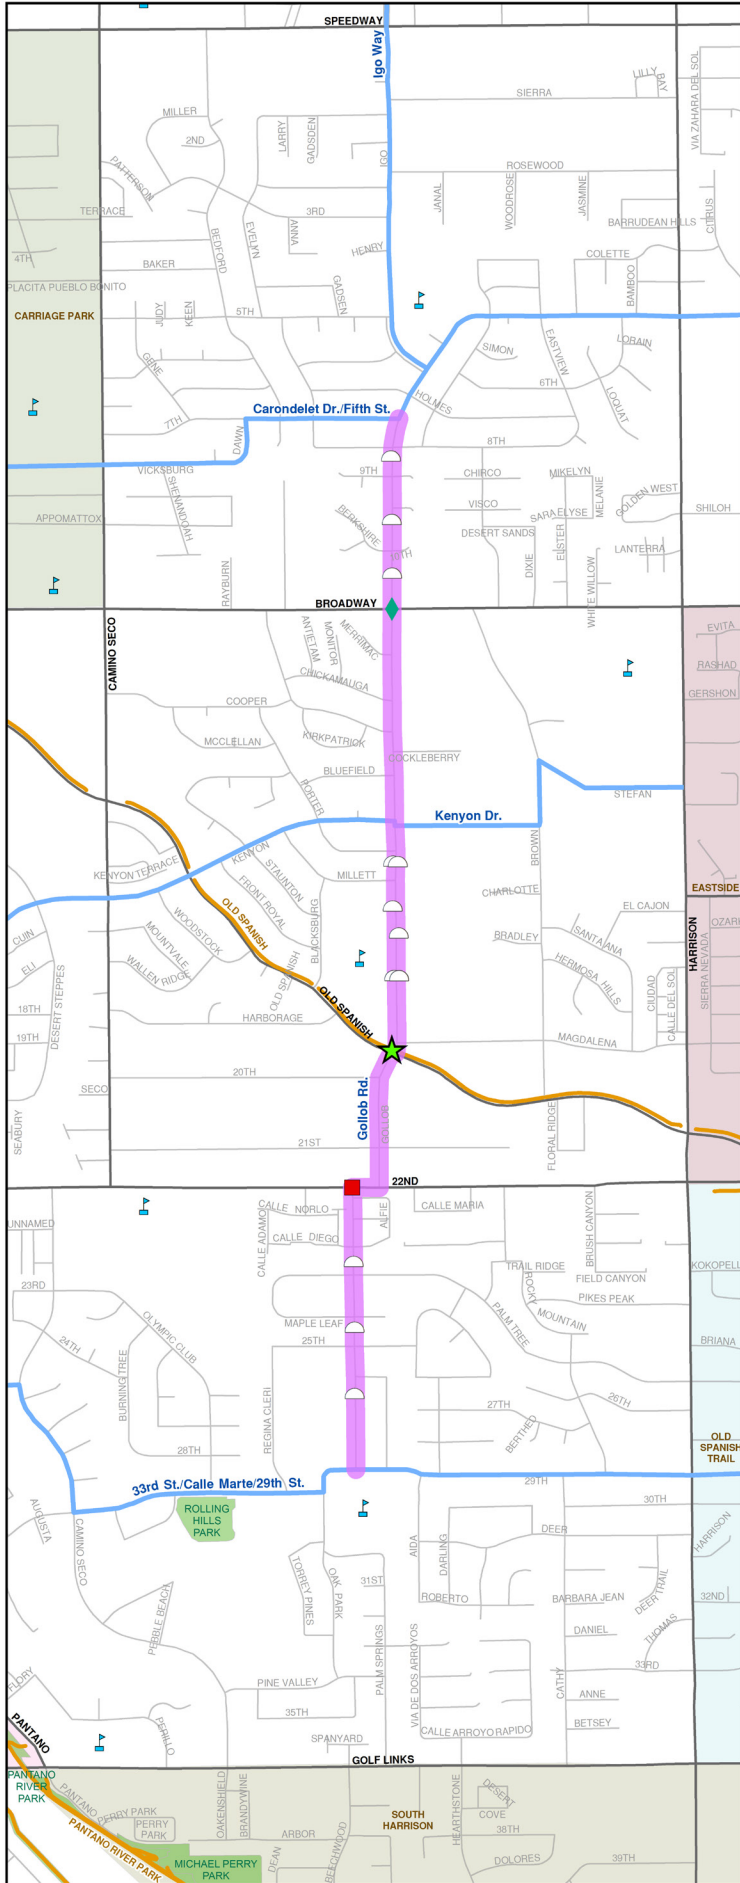 SPEEDWAY
Igo Way
LILLY
BAY
VIA ZAHARA DEL SOL
SIERRA
MILLER
2ND
LARRY
GADSDEN
IGO
ROSEWOOD
PATTERSON
JANAL
WOODROSE
JASMINE
CITRUS
TERRACE
3RD
ANNA
BARRUDEAN HILLS
BEDFORD
EVELYN
HENRY
4TH
BAKER
COLETTE
BAMBOO
PLACITA PUEBLO BONITO
GADSEN
CARRIAGE PARK
JUDY
KEEN
5TH
SIMON
EASTVIEW
LORAIN
GENE
6TH
LOQUAT
HOLMES
Carondelet Dr./Fifth St.
7TH
DAWN
8TH
VICKSBURG
9TH
CHIRCO
MIKELYN
SHENANDOAH
MELANIE
GOLDEN WEST
VISCO
SHILOH
APPOMATTOX
BERKSHIRE
SARA ELYSE
DESERT SANDS
ELSTER
10TH
LANTERRA
DIXIE
RAYBURN
WHITE WILLOW
BROADWAY
CAMINO SECO
ANTIETAM
MONITOR
MERRIMAC
EVITA
RASHAD
CHICKAMAUGA
GERSHON
COOPER
MCCLELLAN
KIRKPATRICK
COCKLEBERRY
BLUEFIELD
PORTER
STEFAN
Kenyon Dr.
BROWN
KENYON
KENYON TERRACE
STAUNTON
MILLETT
FRONT ROYAL
CHARLOTTE
EASTSIDE
OLD SPANISH
BLACKSBURG
EL CAJON
WOODSTOCK
OZARK
CUIN
MOUNTVALE
BRADLEY
SANTA ANA
HARRISON
SIERRA NEVADA
ELI
WALLEN RIDGE
OLD SPANISH
HERMOSA HILLS
CIUDAD
CALLE DEL SOL
DESERT STEPPES
18TH
HARBORAGE
OLD SPANISH
19TH
MAGDALENA
20TH
SECO
Gollob Rd.
GOLLOB
SEABURY
21ST
FLORAL RIDGE
22ND
CALLE NORLO
ALFIE
CALLE MARIA
UNNAMED
CALLE ADAMO
CALLE DIEGO
BRUSH CANYON
TRAIL RIDGE
KOKOPELLI
FIELD CANYON
23RD
ROCKY
PIKES PEAK
MAPLE LEAF
OLYMPIC CLUB
PALM TREE
MOUNTAIN
24TH
25TH
BRIANA
BURNING TREE
REGINA CLERI
27TH
26TH
BERTHED
28TH
OLD
SPANISH
TRAIL
33rd St./Calle Marte/29th St.
29TH
AUGUSTA
ROLLING
HILLS
PARK
30TH
DEER
HARRISON
CAMINO SECO
AIDA
DARLING
TORREY PINES
OAK PARK
31ST
PEBBLE BEACH
ROBERTO
BARBARA JEAN
DEER TRAIL
32ND
DANIEL
THOMAS
PALM SPRINGS
VIA DE DOS ARROYOS
33RD
FLORY
PINE VALLEY
CATHY
ANNE
35TH
BETSEY
PERILLO
CALLE ARROYO RAPIDO
PANTANO
SPANYARD
GOLF LINKS
PANTANO
RIVER
PARK
PANTANO
PERRY PARK
PERRY
PARK
OAKENSHIELD
BRANDYWINE
ARBOR
DEAN
BEECHWOOD
SOUTH
HARRISON
HEARTHSTONE
DESERT
COVE
38TH
PANTANO RIVER PARK
MICHAEL PERRY
PARK
DOLORES
39TH